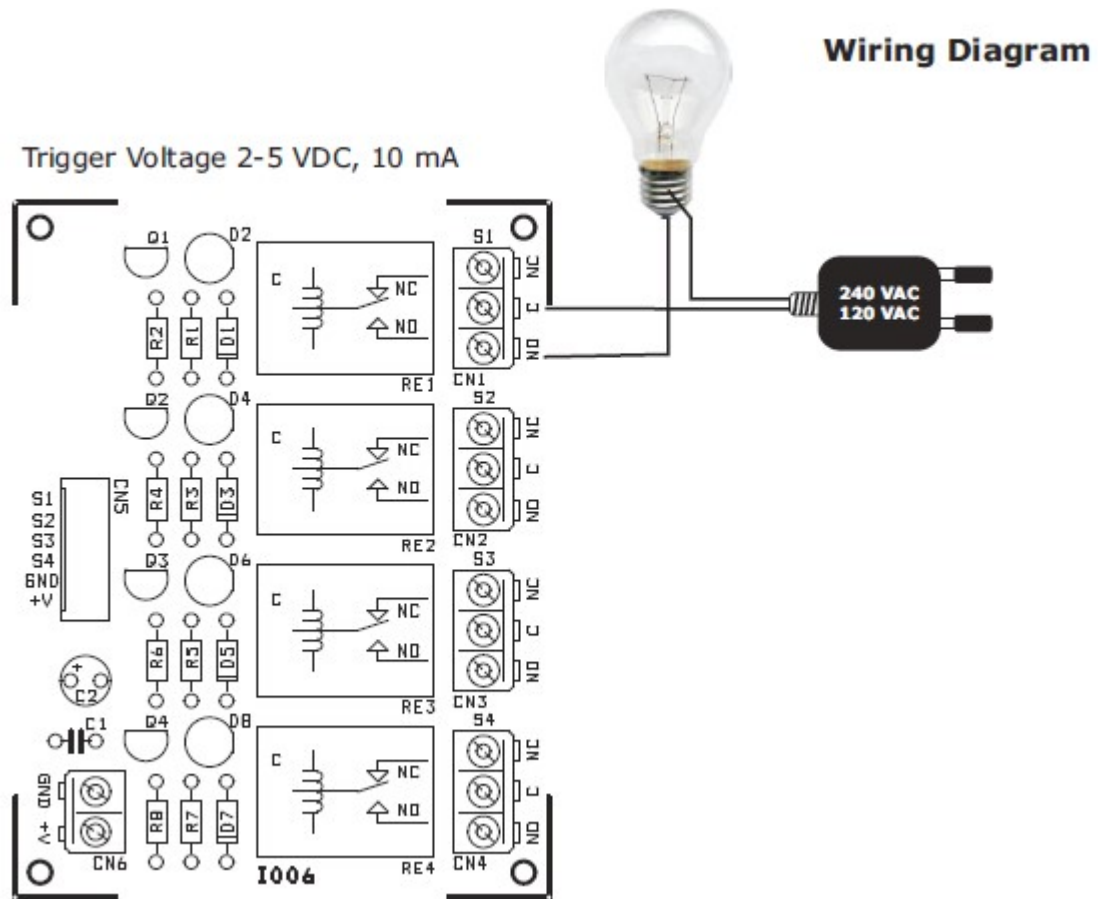 Wiring Diagram
Trigger Voltage 2-5 VDC, 10 mA
240 VAC
120 VAC
Q1
D2
R2
R1
D1
C
NC
NO
RE1
S1
NC
C
NO
CN1
Q2
D4
R4
R3
D3
C
NC
NO
RE2
S2
NC
C
NO
CN2
CN5
S1
S2
S3
S4
GND
+V
Q3
D6
R6
R5
D5
C
NC
NO
RE3
S3
NC
C
NO
CN3
+
C2
C1
Q4
D8
R8
R7
D7
C
NC
NO
RE4
S4
NC
C
NO
CN4
GND
+V
CN6
I006